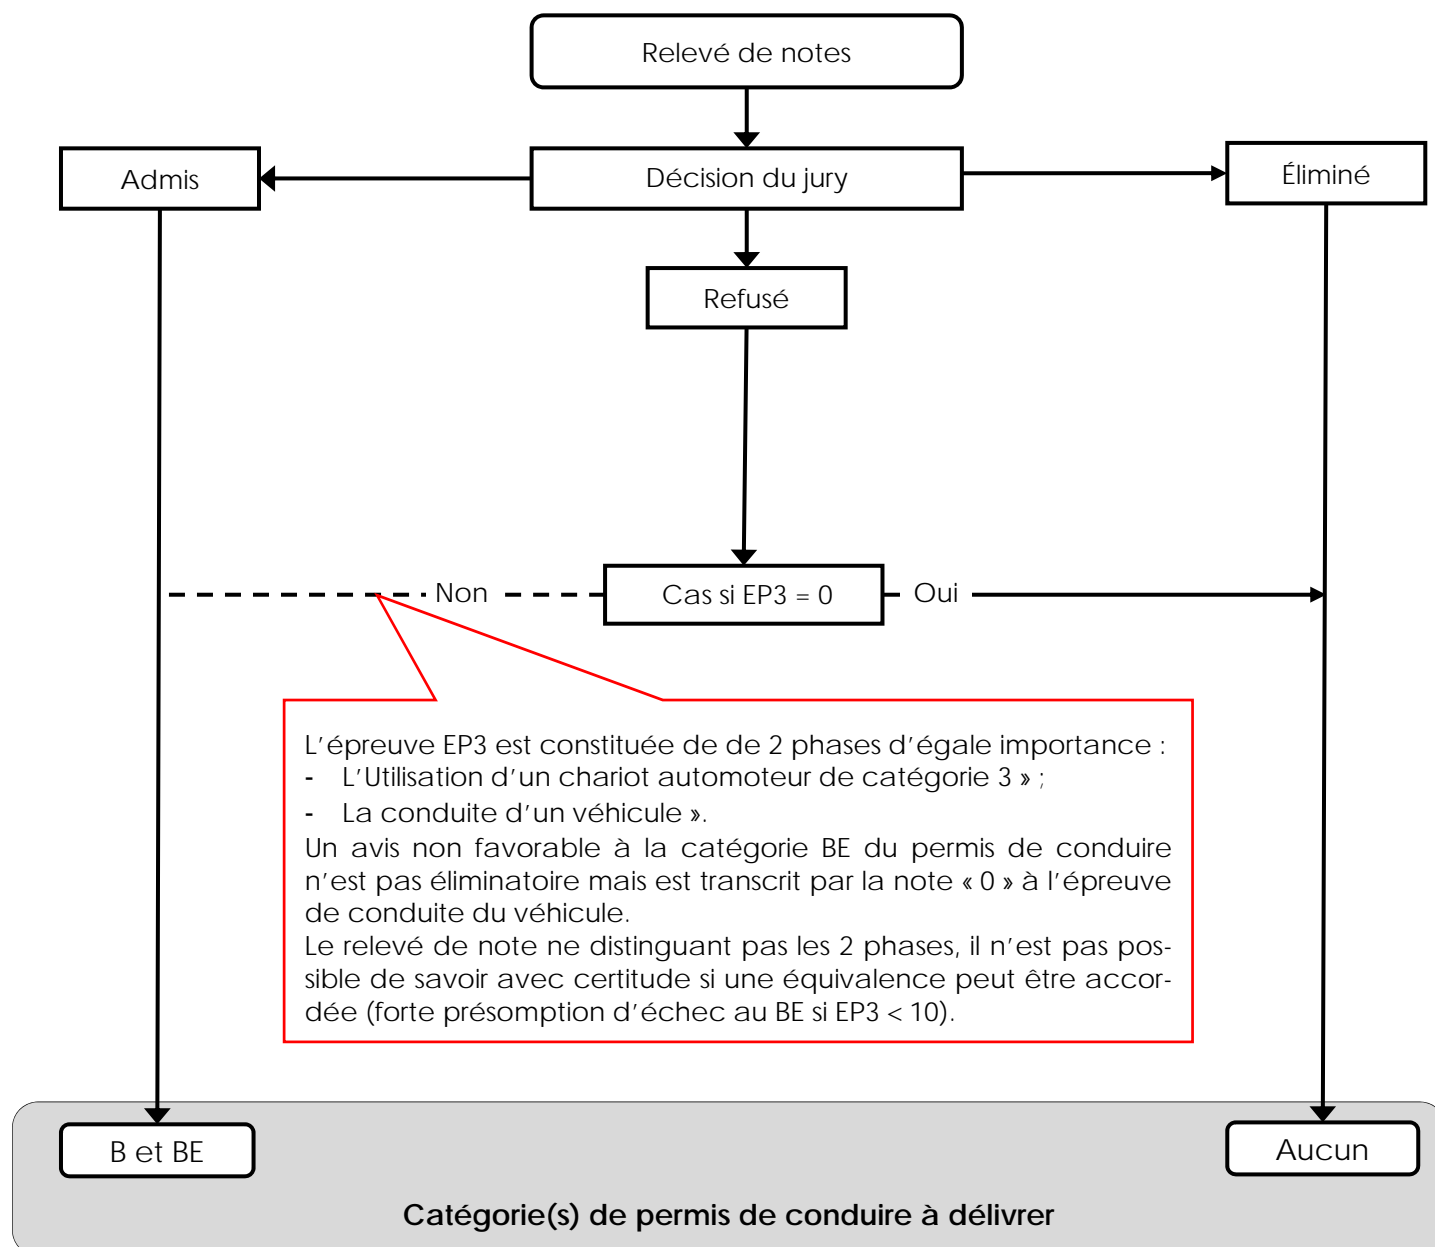 Relevé de notes
Admis
Décision du jury
Éliminé
Refusé
Non
Cas si EP3 = 0
Oui
L’épreuve EP3 est constituée de de 2 phases d’égale importance :
- L’Utilisation d’un chariot automoteur de catégorie 3 » ;
- La conduite d’un véhicule ».
Un avis non favorable à la catégorie BE du permis de conduire
n’est pas éliminatoire mais est transcrit par la note « 0 » à l’épreuve
de conduite du véhicule.
Le relevé de note ne distinguant pas les 2 phases, il n’est pas pos-
sible de savoir avec certitude si une équivalence peut être accor-
dée (forte présomption d’échec au BE si EP3 < 10).
B et BE
Aucun
Catégorie(s) de permis de conduire à délivrer